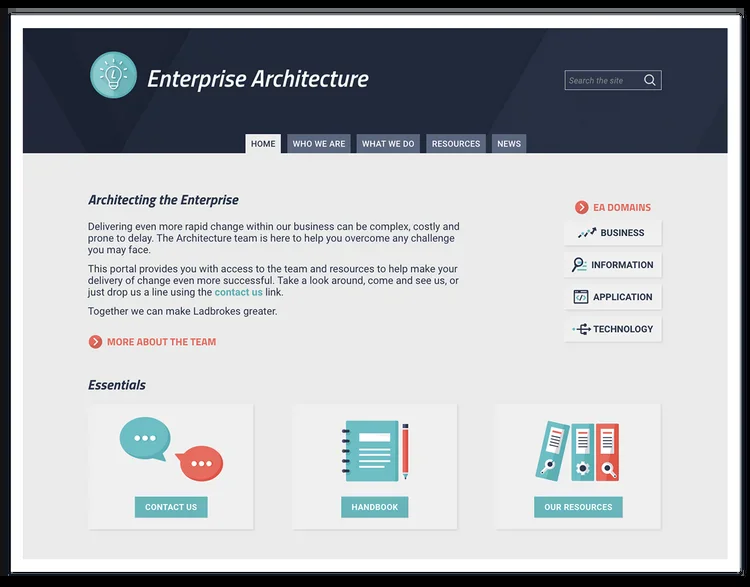 Enterprise Architecture
Search the site
HOME
WHO WE ARE
WHAT WE DO
RESOURCES
NEWS
Architecting the Enterprise
Delivering even more rapid change within our business can be complex, costly and
prone to delay. The Architecture team is here to help you overcome any challenge
you may face.
This portal provides you with access to the team and resources to help make your
delivery of change even more successful. Take a look around, come and see us, or
just drop us a line using the contact us link.
Together we can make Ladbrokes greater.
MORE ABOUT THE TEAM
EA DOMAINS
BUSINESS
INFORMATION
APPLICATION
TECHNOLOGY
Essentials
CONTACT US
HANDBOOK
OUR RESOURCES